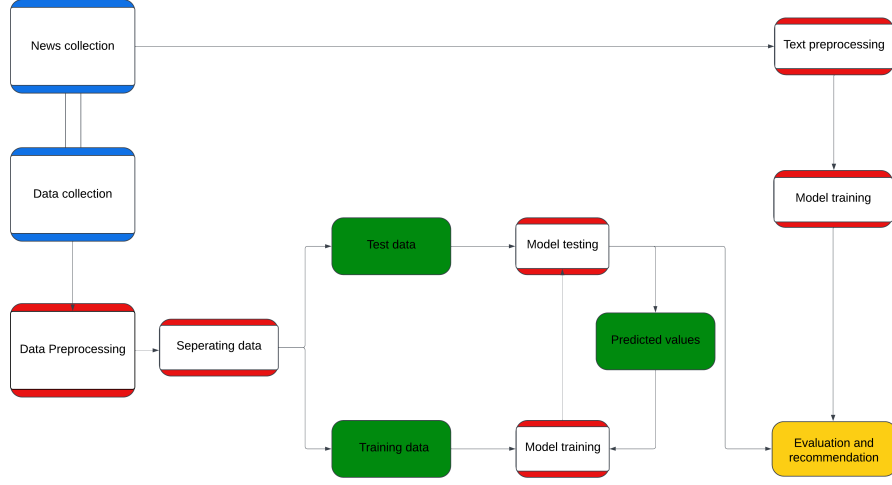 News collection
Text preprocessing
Data collection
Model training
Test data
Model testing
Data Preprocessing
Seperating data
Predicted values
Training data
Model training
Evaluation and
recommendation